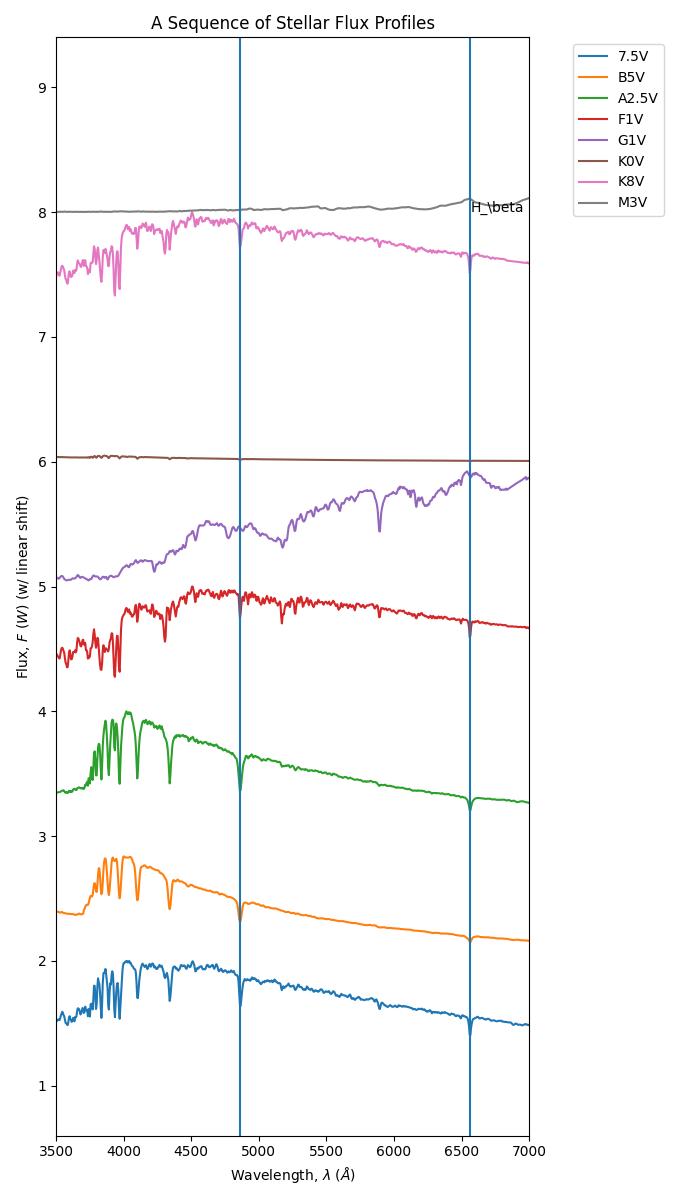 A Sequence of Stellar Flux Profiles
7.5V
B5V
A2.5V
F1V
G1V
K0V
K8V
M3V
9
8
7
6
5
4
3
2
1
H_\beta
Flux, F (W) (w/ linear shift)
3500 4000 4500 5000 5500 6000 6500 7000
Wavelength, λ (Å)